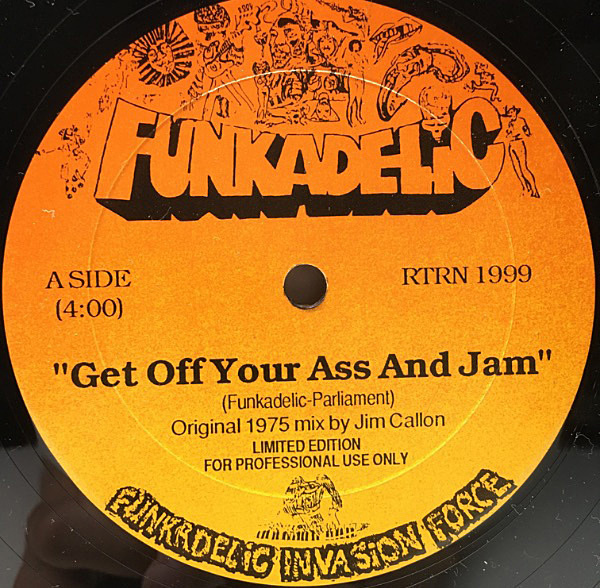 FUNKADELIC
A SIDE
(4:00)
RTRN 1999
"Get Off Your Ass And Jam"
(Funkadelic-Parliament)
Original 1975 mix by Jim Callon
LIMITED EDITION
FOR PROFESSIONAL USE ONLY
FUNKADELIC INVASION FORCE